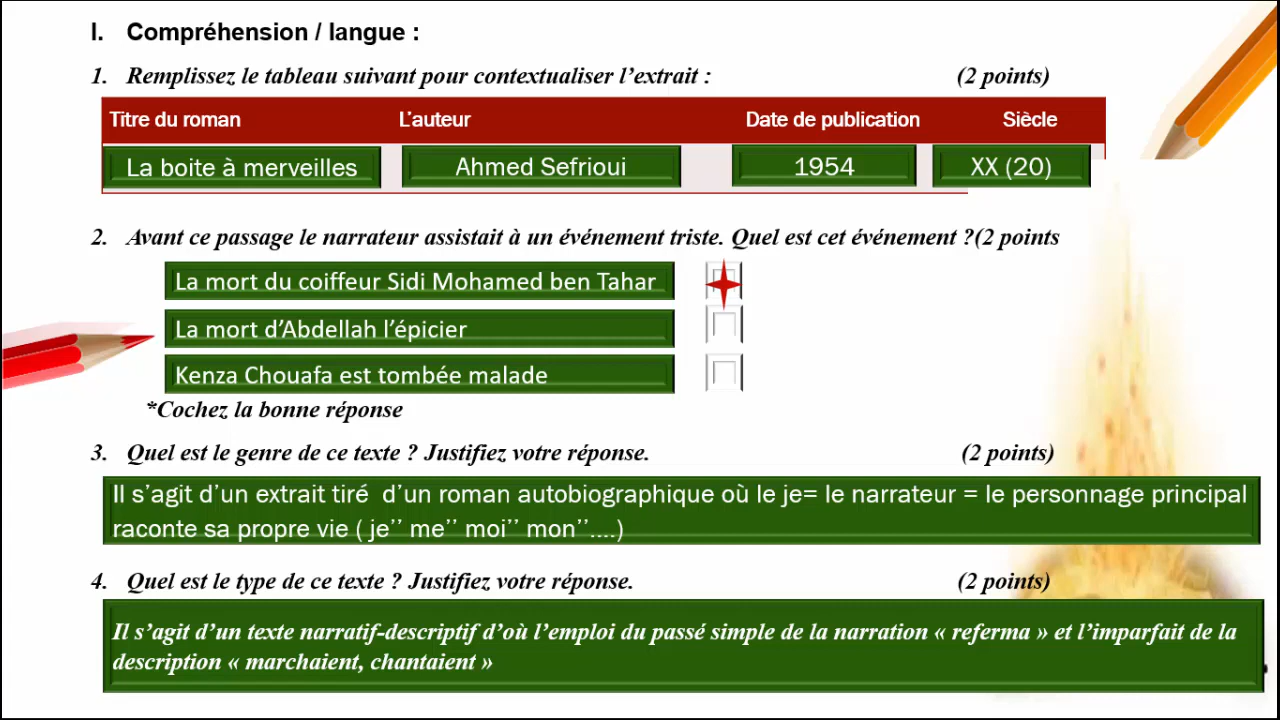 I. Compréhension / langue :
1. Remplissez le tableau suivant pour contextualiser l’extrait : (2 points)
Titre du roman L’auteur Date de publication Siècle
La boite à merveilles Ahmed Sefrioui 1954 XX (20)
2. Avant ce passage le narrateur assistait à un événement triste. Quel est cet événement ?(2 points
La mort du coiffeur Sidi Mohamed ben Tahar
La mort d’Abdellah l’épicier
Kenza Chouafa est tombée malade
*Cochez la bonne réponse
3. Quel est le genre de ce texte ? Justifiez votre réponse. (2 points)
Il s’agit d’un extrait tiré d’un roman autobiographique où le je= le narrateur = le personnage principal
raconte sa propre vie ( je’’ me’’ moi’’ mon’’....)
4. Quel est le type de ce texte ? Justifiez votre réponse. (2 points)
Il s’agit d’un texte narratif-descriptif d’où l’emploi du passé simple de la narration « referma » et l’imparfait de la
description « marchaient, chantaient »